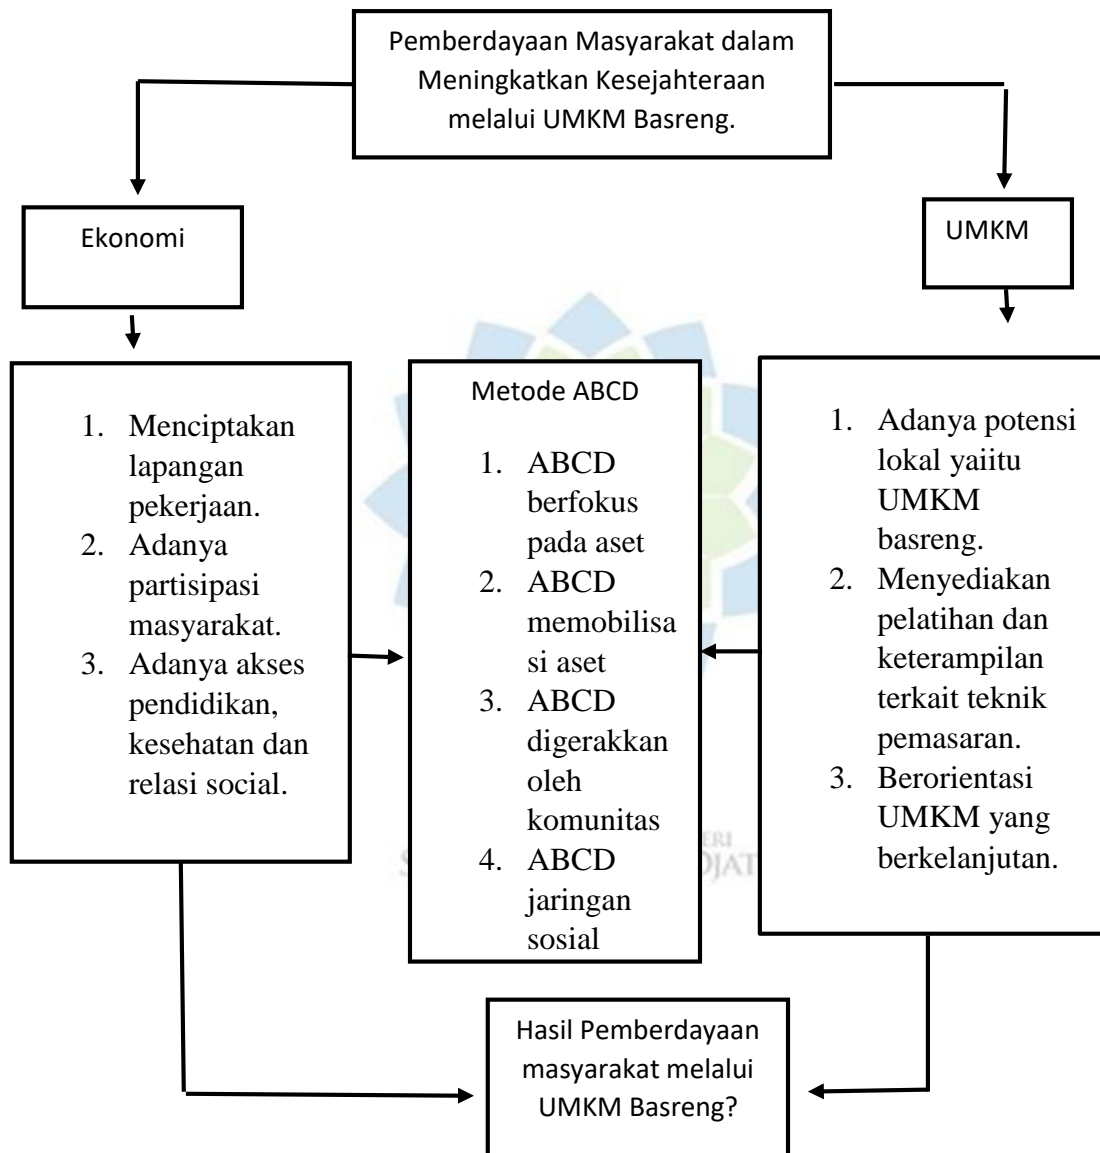 Pemberdayaan Masyarakat dalam
Meningkatkan Kesejahteraan
melalui UMKM Basreng.
Ekonomi
UMKM
1. Menciptakan
lapangan
pekerjaan.
2. Adanya
partisipasi
masyarakat.
3. Adanya akses
pendidikan,
kesehatan dan
relasi social.
Metode ABCD
1. ABCD
berfokus
pada aset
2. ABCD
memobilisa
si aset
3. ABCD
digerakkan
oleh
komunitas
4. ABCD
jaringan
sosial
1. Adanya potensi
lokal yaiitu
UMKM
basreng.
2. Menyediakan
pelatihan dan
keterampilan
terkait teknik
pemasaran.
3. Berorientasi
UMKM yang
berkelanjutan.
Hasil Pemberdayaan
masyarakat melalui
UMKM Basreng?